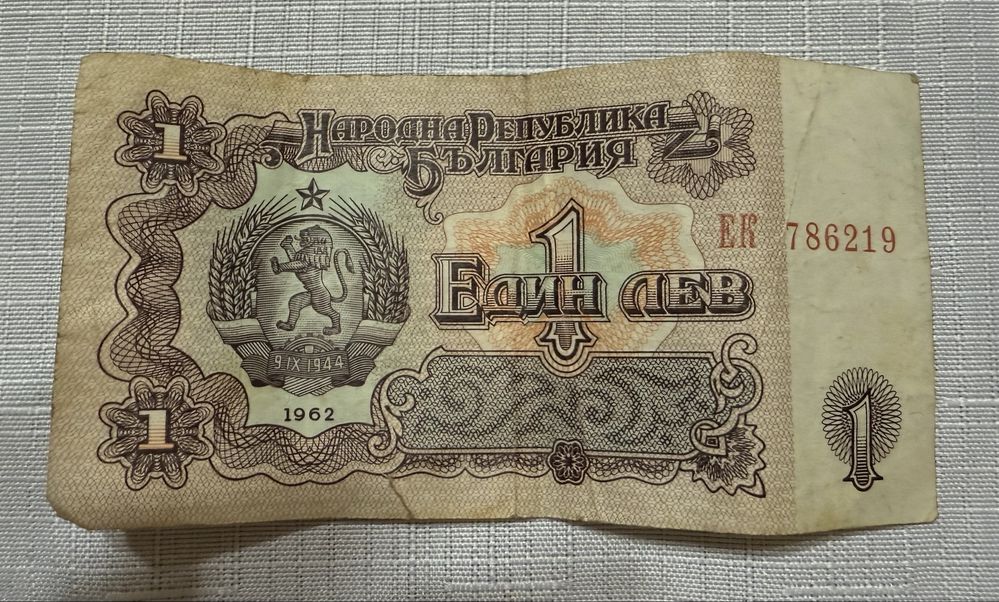 1
НАРОДНА РЕПУБЛИКА
БЪЛГАРИЯ
ЕК 786219
1
ЕДИН ЛЕВ
9·IX·1944
1962
1
1